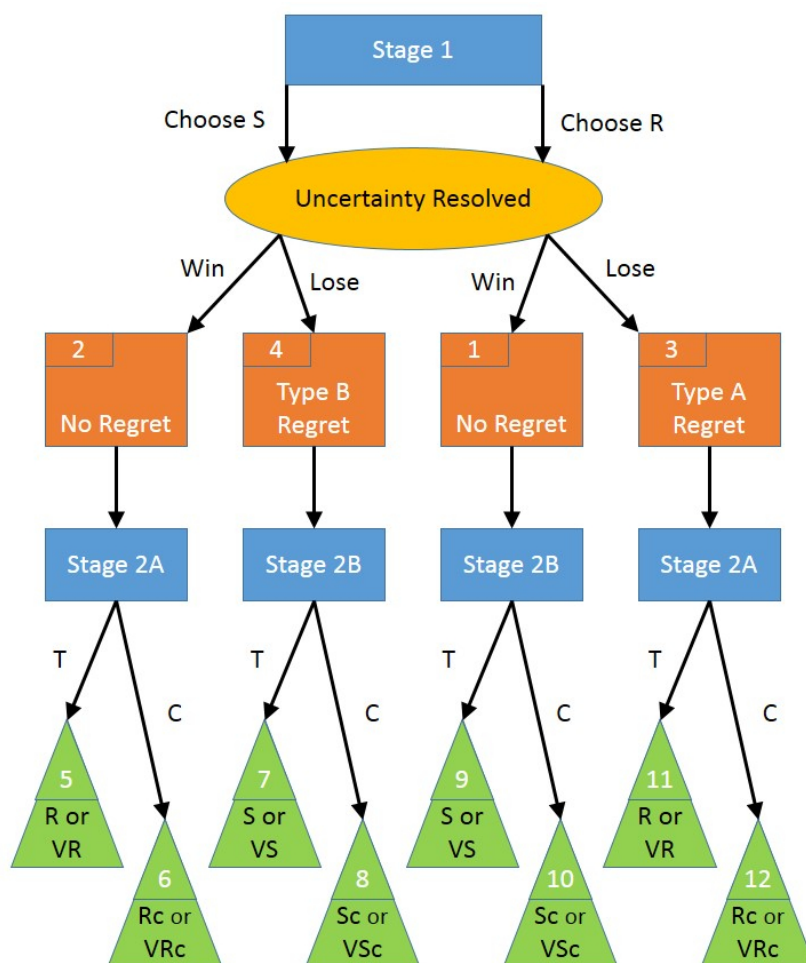 Stage 1
Choose S
Choose R
Uncertainty Resolved
Win
Lose
Win
Lose
2
No Regret
4
Type B
Regret
1
No Regret
3
Type A
Regret
Stage 2A
Stage 2B
Stage 2B
Stage 2A
T
C
T
C
T
C
T
C
5
R or
VR
7
S or
VS
9
S or
VS
11
R or
VR
6
Rc or
VRc
8
Sc or
VSc
10
Sc or
VSc
12
Rc or
VRc